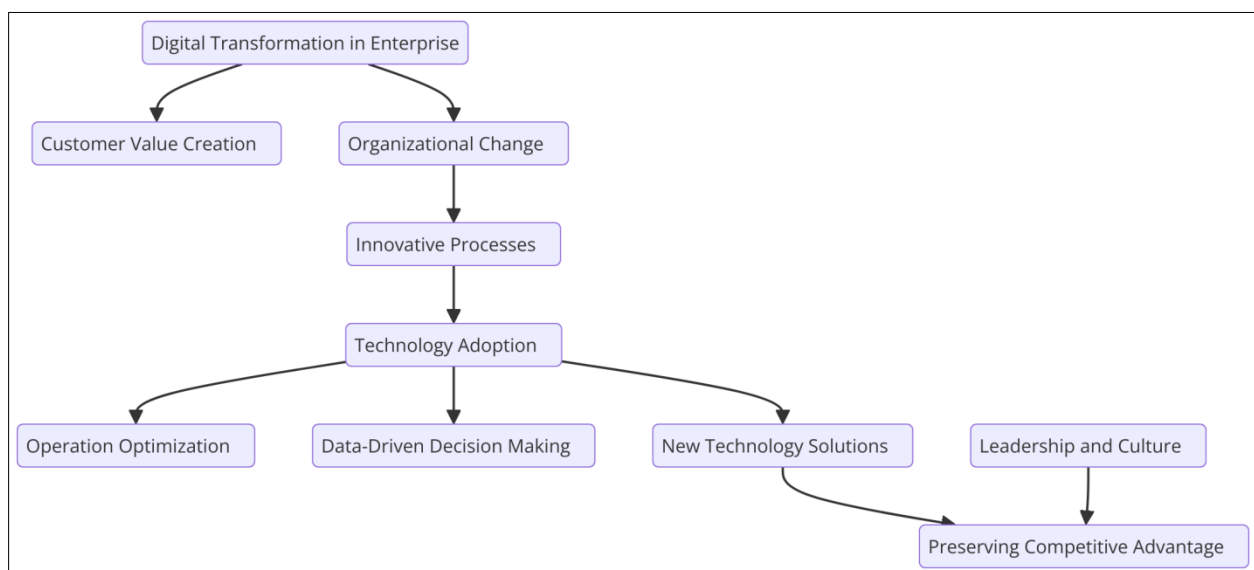 Digital Transformation in Enterprise
Customer Value Creation
Organizational Change
Innovative Processes
Technology Adoption
Operation Optimization
Data-Driven Decision Making
New Technology Solutions
Leadership and Culture
Preserving Competitive Advantage